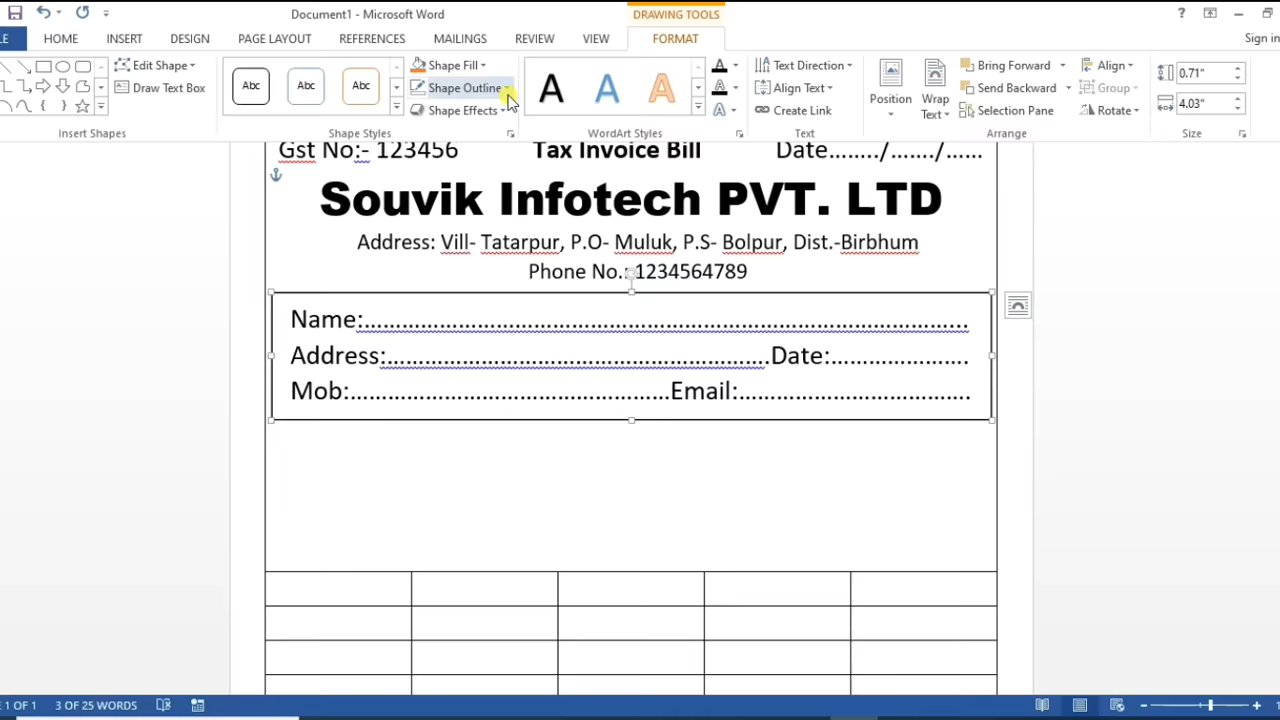 Document1 - Microsoft Word
DRAWING TOOLS
?
HOME INSERT DESIGN PAGE LAYOUT REFERENCES MAILINGS REVIEW VIEW FORMAT
Sign in
Edit Shape
Draw Text Box
Insert Shapes
Abc Abc Abc
Shape Fill
Shape Outline
Shape Effects
Shape Styles
A A A
A
A
A
WordArt Styles
Text Direction
Align Text
Create Link
Text
Position
Wrap
Text
Bring Forward
Send Backward
Selection Pane
Align
Group
Rotate
Arrange
0.71"
4.03"
Size
Gst No:- 123456 Tax Invoice Bill Date......../......./......
Souvik Infotech PVT. LTD
Address: Vill- Tatarpur, P.O- Muluk, P.S- Bolpur, Dist.-Birbhum
Phone No.: 1234564789
Name:................................................................................................
Address:.............................................................Date:......................
Mob:...................................................Email:.....................................
1 OF 1 3 OF 25 WORDS